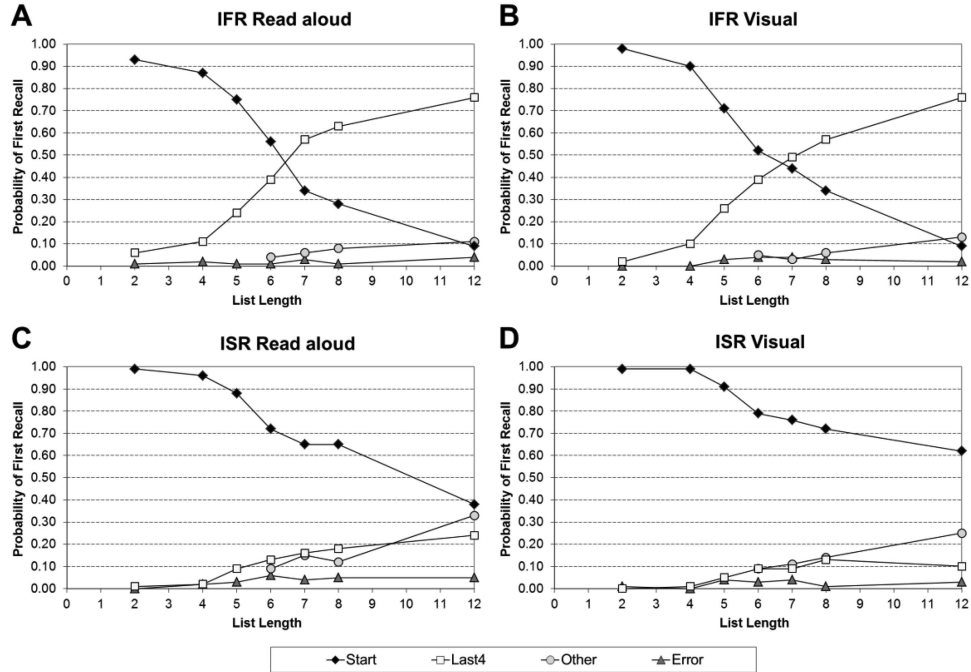 A
IFR Read aloud
Probability of First Recall
1.00
0.90
0.80
0.70
0.60
0.50
0.40
0.30
0.20
0.10
0.00
0 1 2 3 4 5 6 7 8 9 10 11 12
List Length
B
IFR Visual
Probability of First Recall
1.00
0.90
0.80
0.70
0.60
0.50
0.40
0.30
0.20
0.10
0.00
0 1 2 3 4 5 6 7 8 9 10 11 12
List Length
C
ISR Read aloud
Probability of First Recall
1.00
0.90
0.80
0.70
0.60
0.50
0.40
0.30
0.20
0.10
0.00
0 1 2 3 4 5 6 7 8 9 10 11 12
List Length
D
ISR Visual
Probability of First Recall
1.00
0.90
0.80
0.70
0.60
0.50
0.40
0.30
0.20
0.10
0.00
0 1 2 3 4 5 6 7 8 9 10 11 12
List Length
Start Last4 Other Error